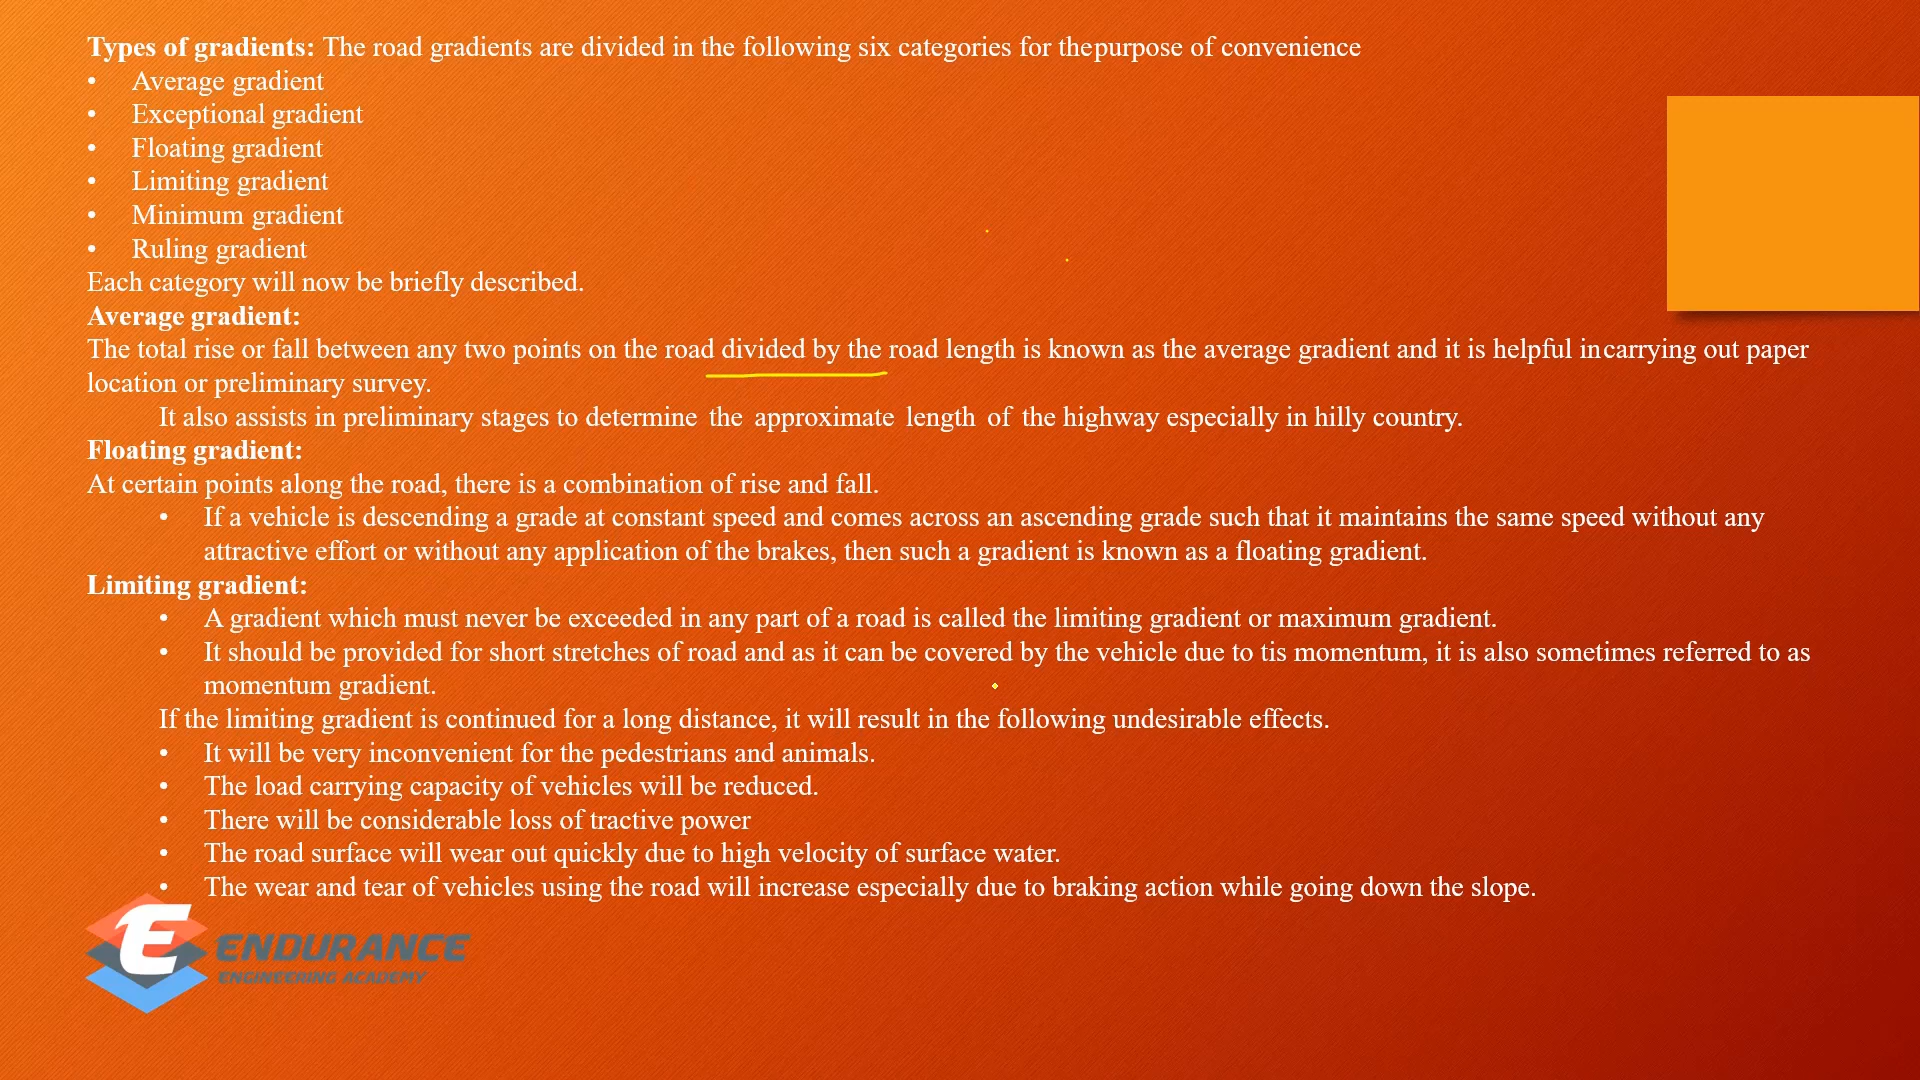 Types of gradients: The road gradients are divided in the following six categories for thepurpose of convenience
• Average gradient
• Exceptional gradient
• Floating gradient
• Limiting gradient
• Minimum gradient
• Ruling gradient
Each category will now be briefly described.
Average gradient:
The total rise or fall between any two points on the road divided by the road length is known as the average gradient and it is helpful incarrying out paper
location or preliminary survey.
It also assists in preliminary stages to determine the approximate length of the highway especially in hilly country.
Floating gradient:
At certain points along the road, there is a combination of rise and fall.
• If a vehicle is descending a grade at constant speed and comes across an ascending grade such that it maintains the same speed without any
attractive effort or without any application of the brakes, then such a gradient is known as a floating gradient.
Limiting gradient:
• A gradient which must never be exceeded in any part of a road is called the limiting gradient or maximum gradient.
• It should be provided for short stretches of road and as it can be covered by the vehicle due to tis momentum, it is also sometimes referred to as
momentum gradient.
If the limiting gradient is continued for a long distance, it will result in the following undesirable effects.
• It will be very inconvenient for the pedestrians and animals.
• The load carrying capacity of vehicles will be reduced.
• There will be considerable loss of tractive power
• The road surface will wear out quickly due to high velocity of surface water.
• The wear and tear of vehicles using the road will increase especially due to braking action while going down the slope.
E ENDURANCE
ENGINEERING ACADEMY